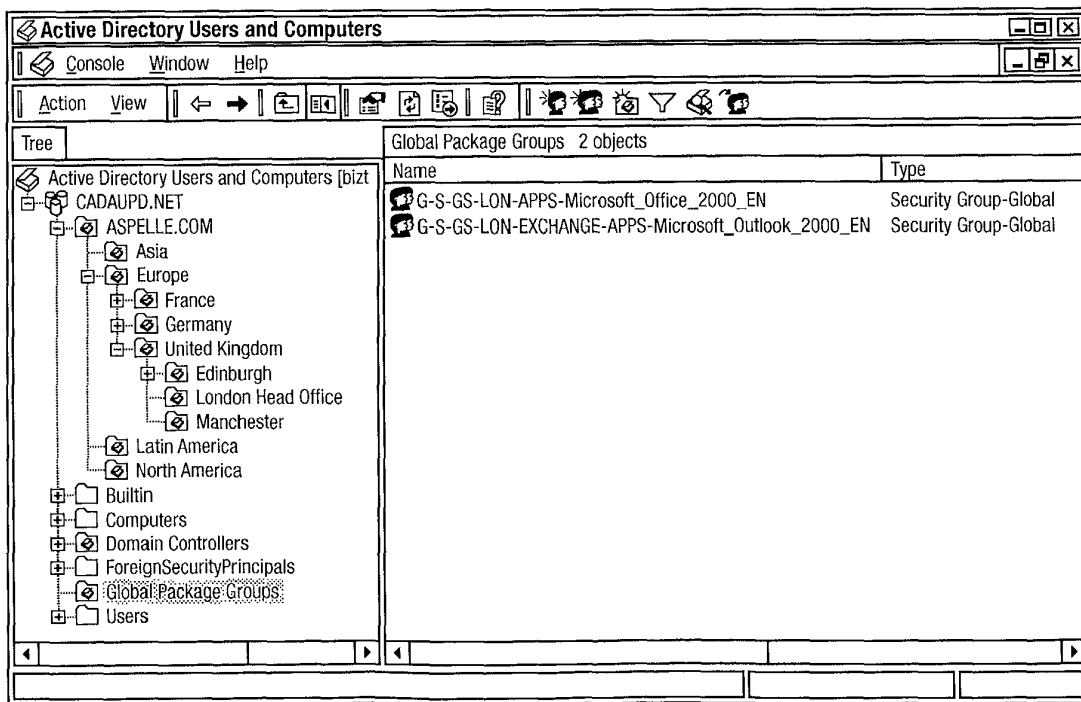 Active Directory Users and Computers
Console Window Help
Action View
Tree
Global Package Groups 2 objects
Active Directory Users and Computers [bizt
Name Type
CADAUPD.NET
G-S-GS-LON-APPS-Microsoft_Office_2000_EN Security Group-Global
ASPELLE.COM
G-S-GS-LON-EXCHANGE-APPS-Microsoft_Outlook_2000_EN Security Group-Global
Asia
Europe
France
Germany
United Kingdom
Edinburgh
London Head Office
Manchester
Latin America
North America
Builtin
Computers
Domain Controllers
ForeignSecurityPrincipals
Global Package Groups
Users